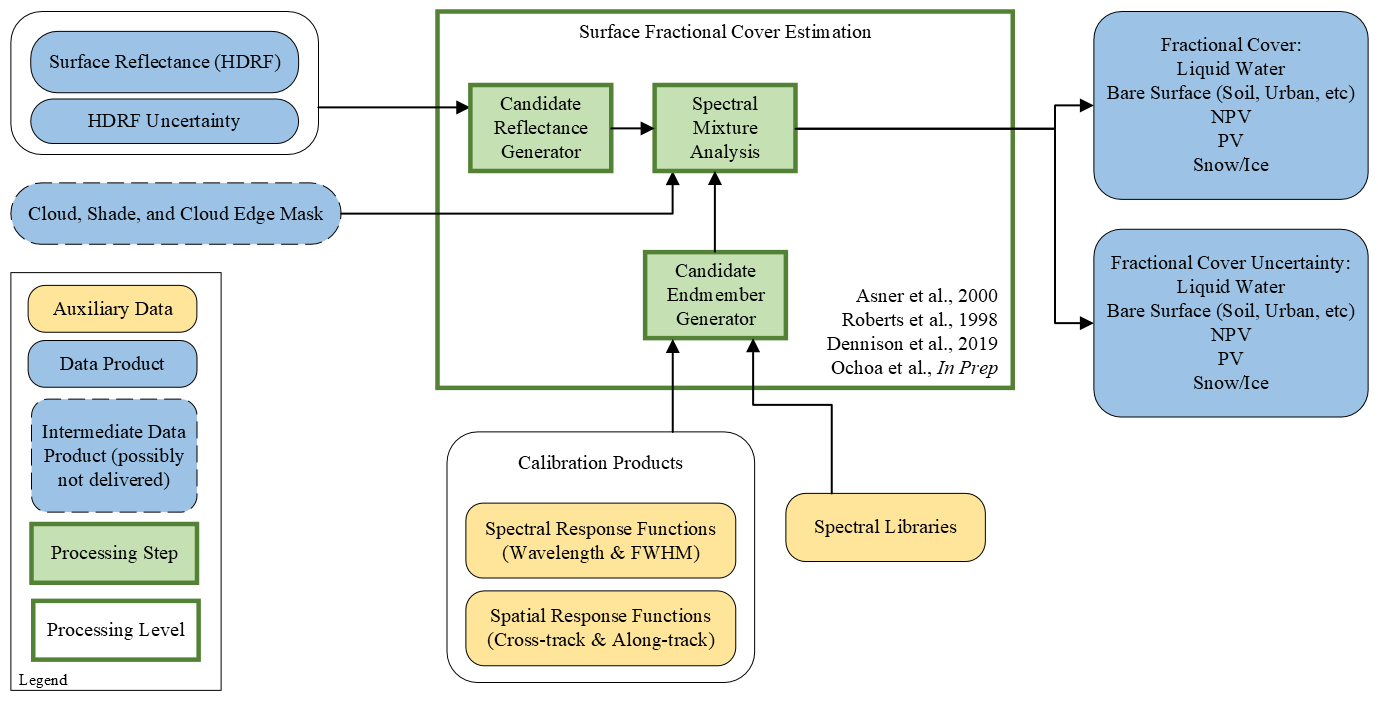 Surface Reflectance (HDRF)
HDRF Uncertainty
Cloud, Shade, and Cloud Edge Mask
Surface Fractional Cover Estimation
Candidate
Reflectance
Generator
Spectral
Mixture
Analysis
Candidate
Endmember
Generator
Asner et al., 2000
Roberts et al., 1998
Dennison et al., 2019
Ochoa et al., In Prep
Fractional Cover:
Liquid Water
Bare Surface (Soil, Urban, etc)
NPV
PV
Snow/Ice
Fractional Cover Uncertainty:
Liquid Water
Bare Surface (Soil, Urban, etc)
NPV
PV
Snow/Ice
Calibration Products
Spectral Response Functions
(Wavelength & FWHM)
Spatial Response Functions
(Cross-track & Along-track)
Spectral Libraries
Auxiliary Data
Data Product
Intermediate Data
Product (possibly
not delivered)
Processing Step
Processing Level
Legend